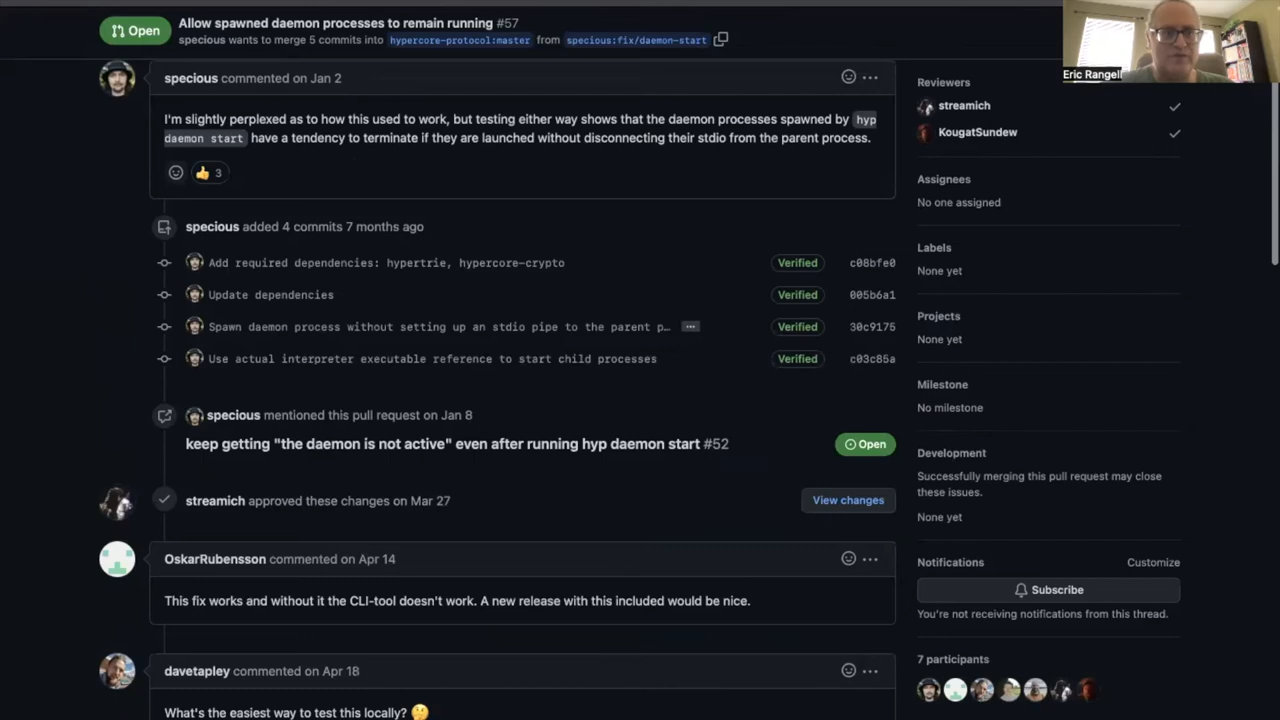 Open
Allow spawned daemon processes to remain running #57
specious wants to merge 5 commits into hypercore-protocol:master from specious:fix/daemon-start
Eric Rangell
specious commented on Jan 2
I'm slightly perplexed as to how this used to work, but testing either way shows that the daemon processes spawned by hyp
daemon start have a tendency to terminate if they are launched without disconnecting their stdio from the parent process.
3
specious added 4 commits 7 months ago
Add required dependencies: hypertrie, hypercore-crypto Verified c08bfe0
Update dependencies Verified 005b6a1
Spawn daemon process without setting up an stdio pipe to the parent p… Verified 30c9175
Use actual interpreter executable reference to start child processes Verified c03c85a
specious mentioned this pull request on Jan 8
keep getting "the daemon is not active" even after running hyp daemon start #52
Open
streamich approved these changes on Mar 27
View changes
OskarRubensson commented on Apr 14
This fix works and without it the CLI-tool doesn't work. A new release with this included would be nice.
davetapley commented on Apr 18
What's the easiest way to test this locally? 🤔
Reviewers
streamich
KougatSundew
Assignees
No one assigned
Labels
None yet
Projects
None yet
Milestone
No milestone
Development
Successfully merging this pull request may close
these issues.
None yet
Notifications
Customize
Subscribe
You're not receiving notifications from this thread.
7 participants